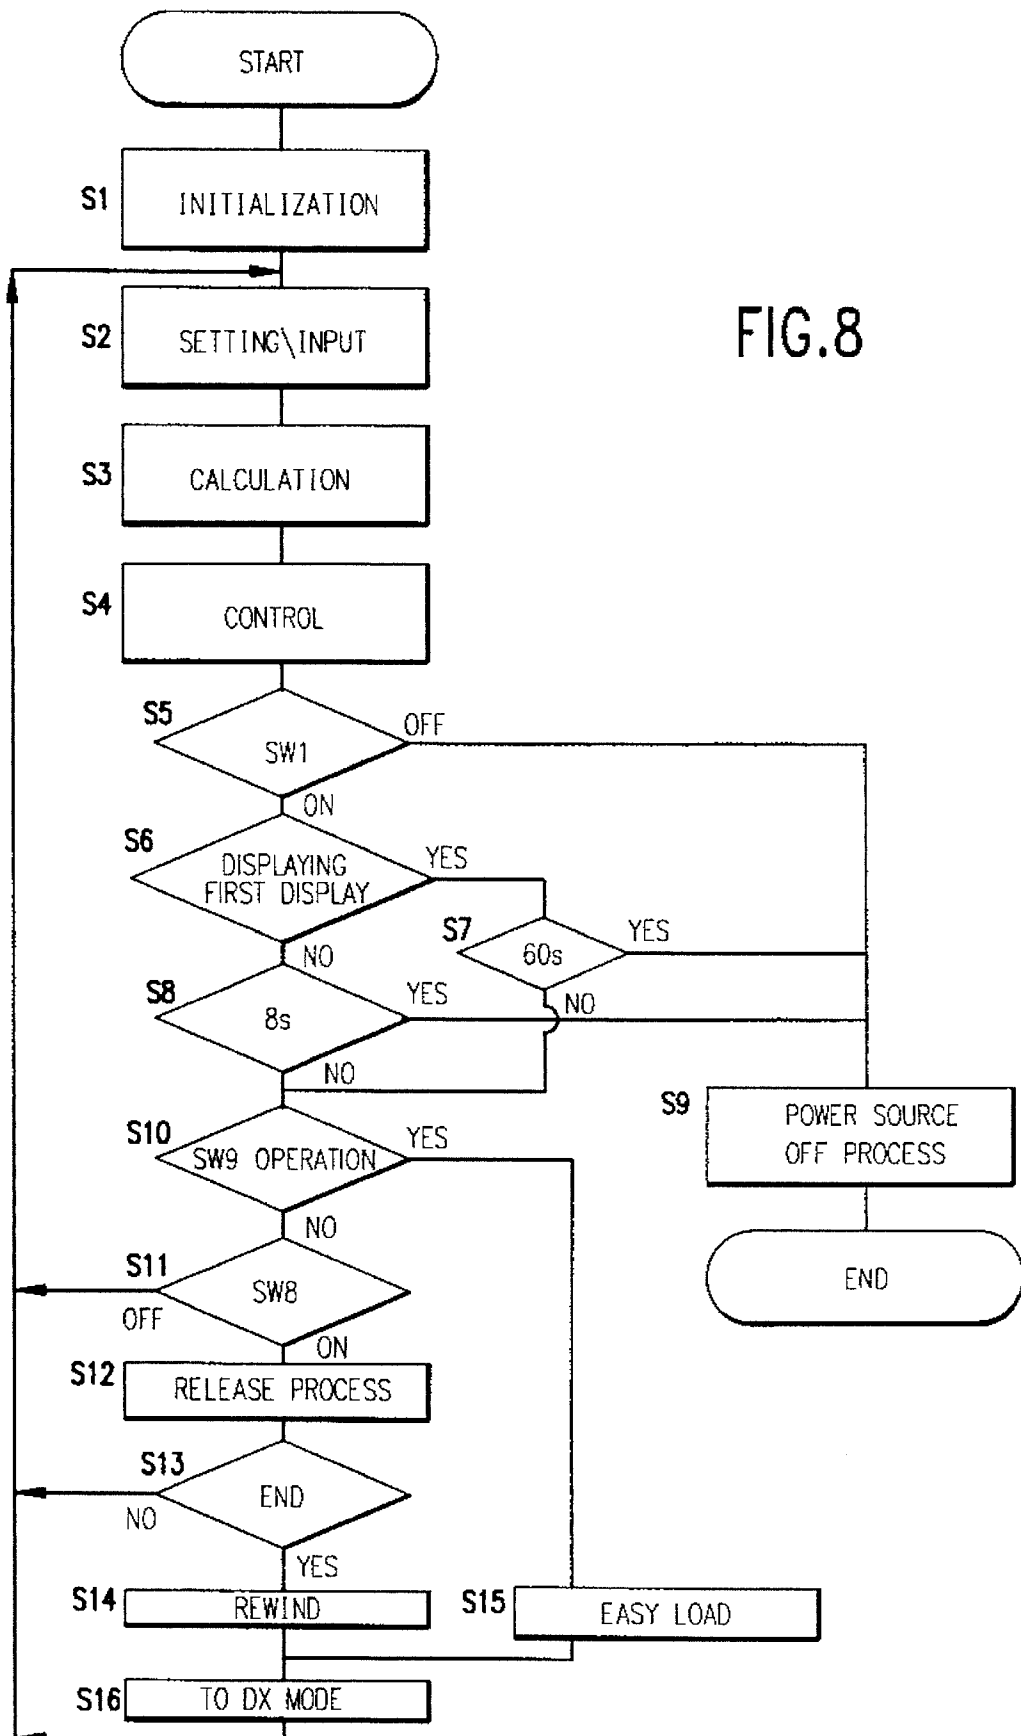 START
S1
INITIALIZATION
FIG.8
S2
SETTING\INPUT
S3
CALCULATION
S4
CONTROL
S5
SW1
OFF
ON
S6
DISPLAYING
FIRST DISPLAY
YES
NO
S7
60s
YES
NO
S8
8s
YES
NO
S9
POWER SOURCE
OFF PROCESS
END
S10
SW9 OPERATION
YES
NO
S11
SW8
OFF
ON
S12
RELEASE PROCESS
S13
END
NO
YES
S14
REWIND
S15
EASY LOAD
S16
TO DX MODE